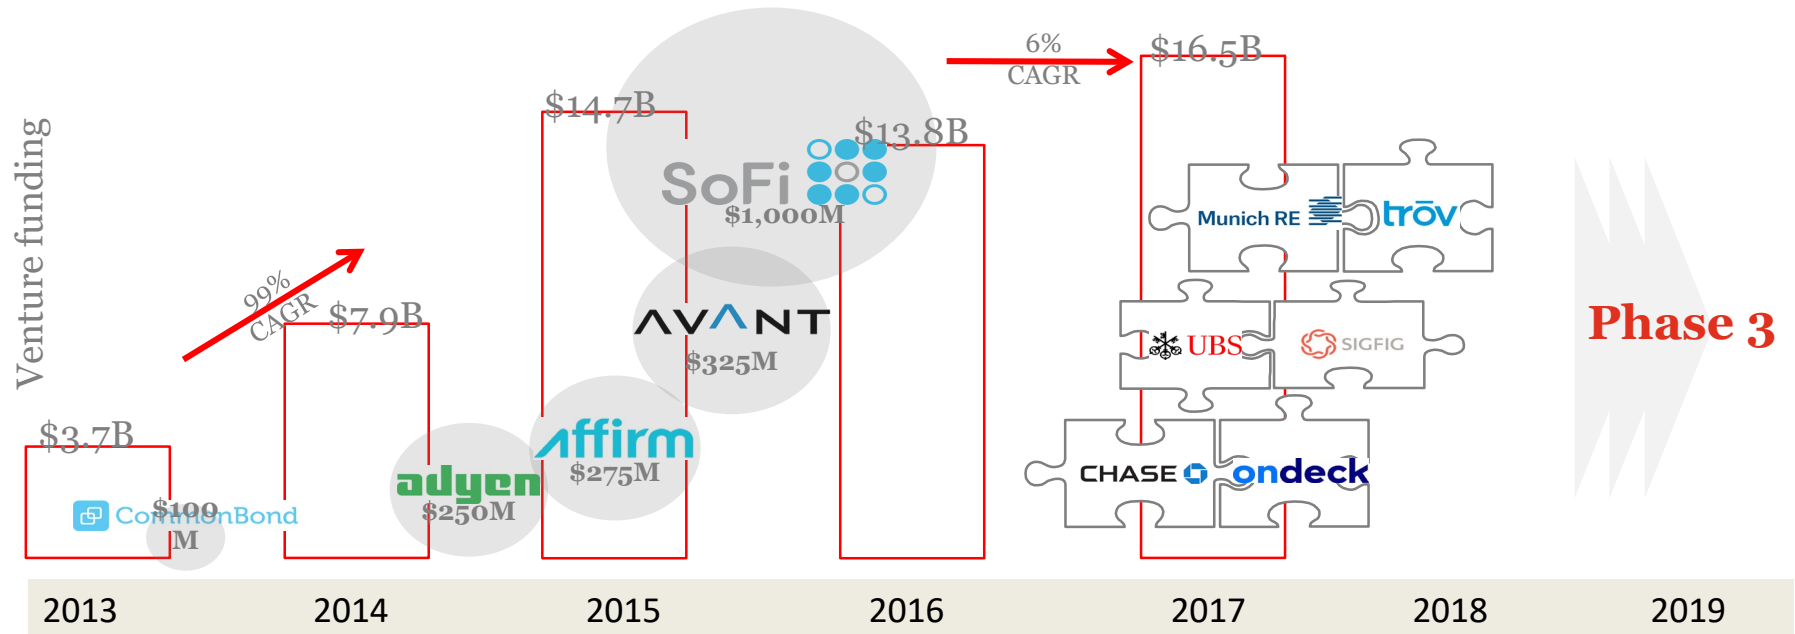 Venture funding
$3.7B
CommonBond
$100
M
99%
CAGR
$7.9B
adyen
$250M
$14.7B
Affirm
$275M
AVANT
$325M
SoFi
$1,000M
$13.8B
6%
CAGR
$16.5B
Munich RE
trōv
UBS
SIGFIG
CHASE
ondeck
Phase 3
2013
2014
2015
2016
2017
2018
2019